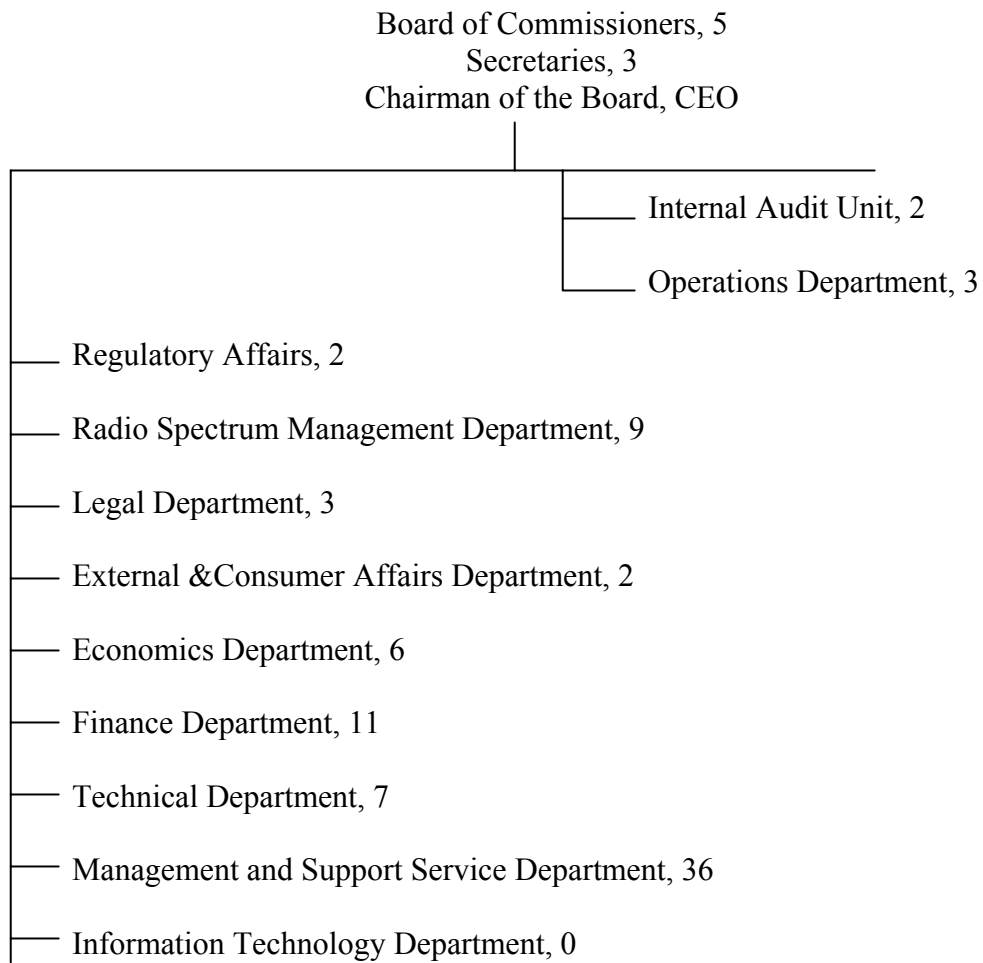 Board of Commissioners, 5
Secretaries, 3
Chairman of the Board, CEO
Internal Audit Unit, 2
Operations Department, 3
Regulatory Affairs, 2
Radio Spectrum Management Department, 9
Legal Department, 3
External &Consumer Affairs Department, 2
Economics Department, 6
Finance Department, 11
Technical Department, 7
Management and Support Service Department, 36
Information Technology Department, 0